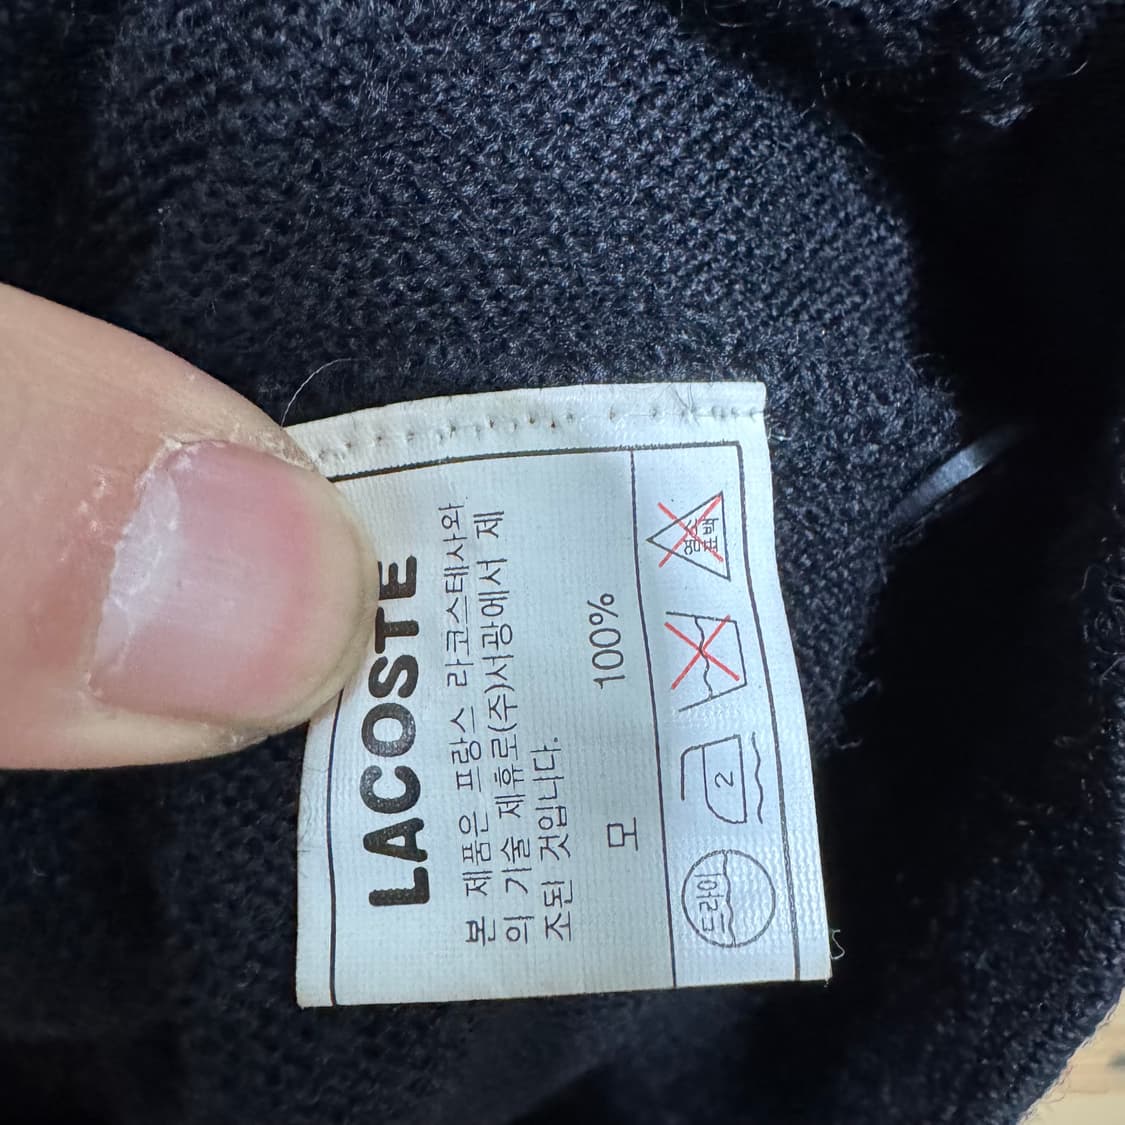 LACOSTE
본 제품은 프랑스 라코스테사와
의 기술 제휴로(주)서광에서 제
조된 것입니다.
모 100%
드라이
2
염소
표백